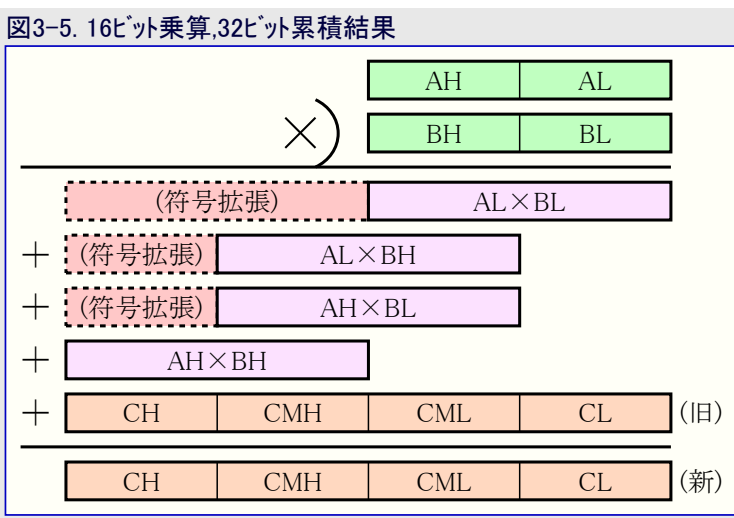 図3-5. 16ﾋﾞｯﾄ乗算,32ﾋﾞｯﾄ累積結果
AH AL
× BH BL
(符号拡張) AL×BL
+ (符号拡張) AL×BH
+ (符号拡張) AH×BL
+ AH×BH
+ CH CMH CML CL (旧)
CH CMH CML CL (新)